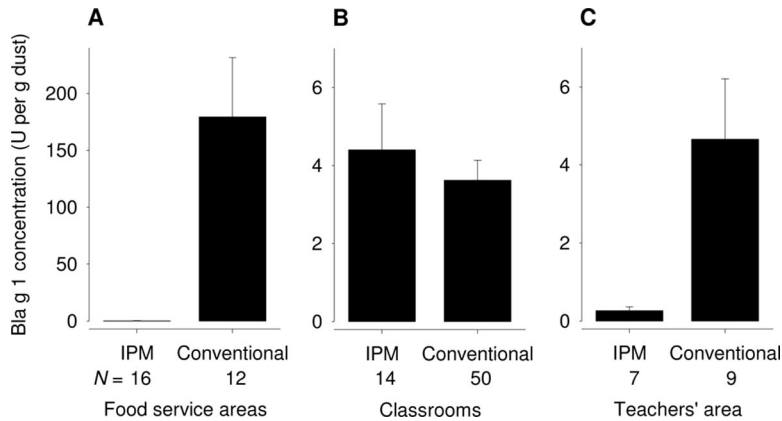 A
B
C
Bla g 1 concentration (U per g dust)
200
150
100
50
0
6
4
2
0
6
4
2
0
IPM Conventional
IPM Conventional
IPM Conventional
N = 16 12
14 50
7 9
Food service areas
Classrooms
Teachers' area